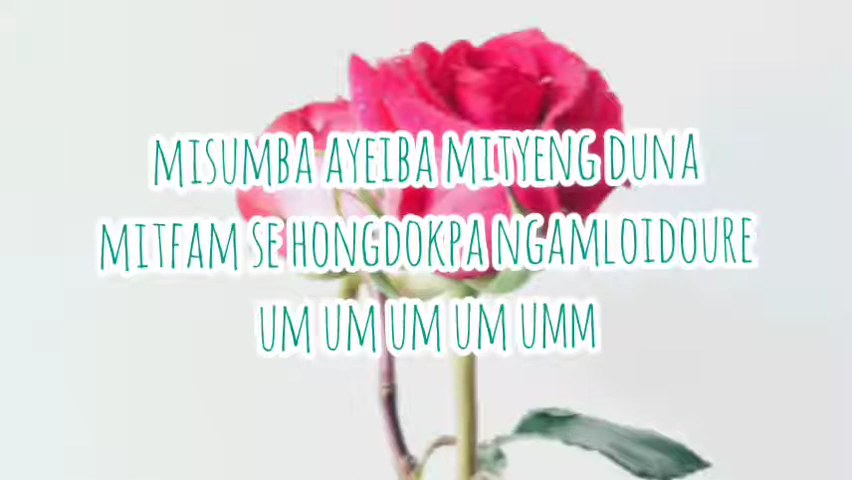 MISUMBA AYEIBA MITYENG DUNA
MITFAM SE HONGDOKPA NGAMLOIDOURE
UM UM UM UM UMM